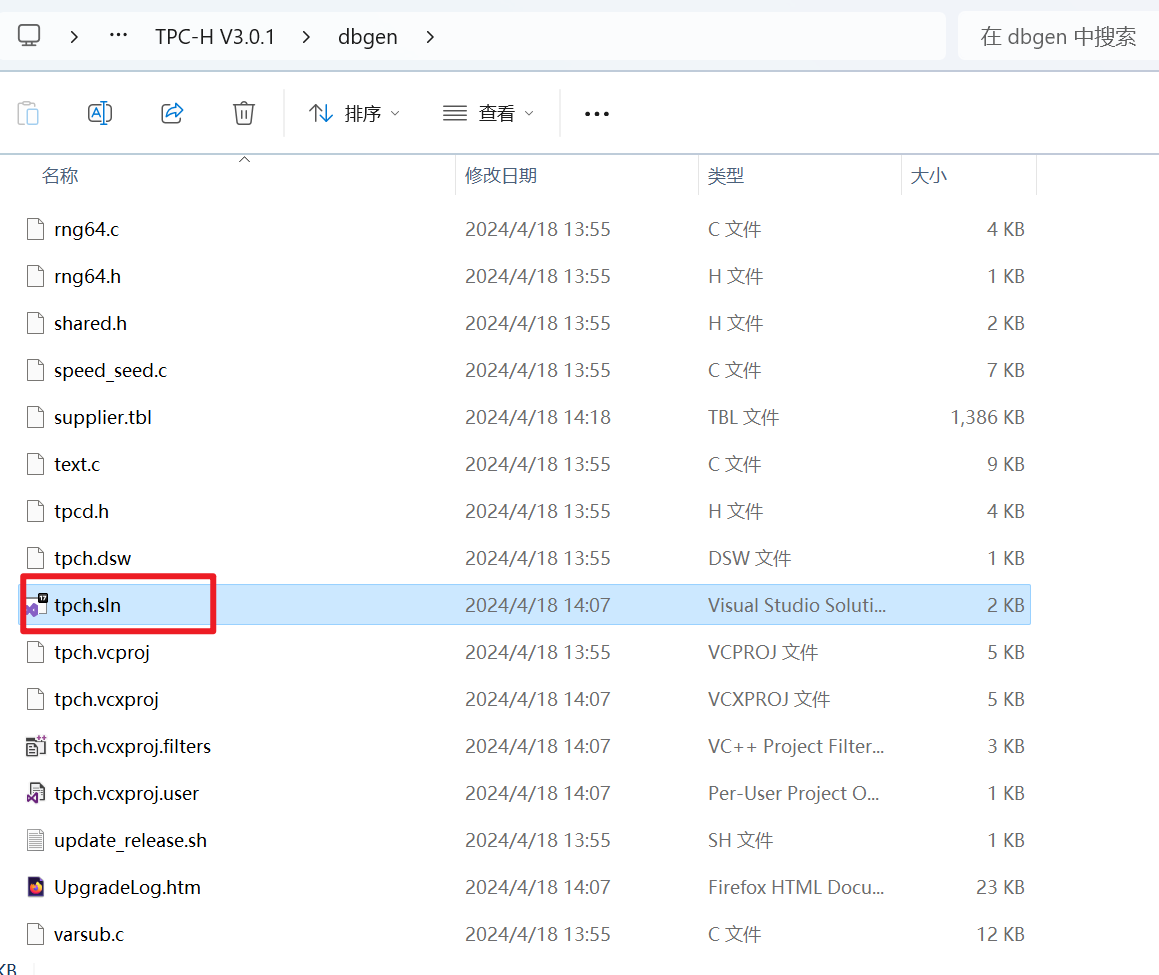 TPC-H V3.0.1 dbgen 在 dbgen 中搜索
排序 查看
名称 修改日期 类型 大小
rng64.c 2024/4/18 13:55 C 文件 4 KB
rng64.h 2024/4/18 13:55 H 文件 1 KB
shared.h 2024/4/18 13:55 H 文件 2 KB
speed_seed.c 2024/4/18 13:55 C 文件 7 KB
supplier.tbl 2024/4/18 14:18 TBL 文件 1,386 KB
text.c 2024/4/18 13:55 C 文件 9 KB
tpcd.h 2024/4/18 13:55 H 文件 4 KB
tpch.dsw 2024/4/18 13:55 DSW 文件 1 KB
tpch.sln 2024/4/18 14:07 Visual Studio Soluti... 2 KB
tpch.vcproj 2024/4/18 13:55 VCPROJ 文件 5 KB
tpch.vcxproj 2024/4/18 14:07 VCXPROJ 文件 5 KB
tpch.vcxproj.filters 2024/4/18 14:07 VC++ Project Filter... 3 KB
tpch.vcxproj.user 2024/4/18 14:07 Per-User Project O... 1 KB
update_release.sh 2024/4/18 13:55 SH 文件 1 KB
UpgradeLog.htm 2024/4/18 14:07 Firefox HTML Docu... 23 KB
varsub.c 2024/4/18 13:55 C 文件 12 KB
KB